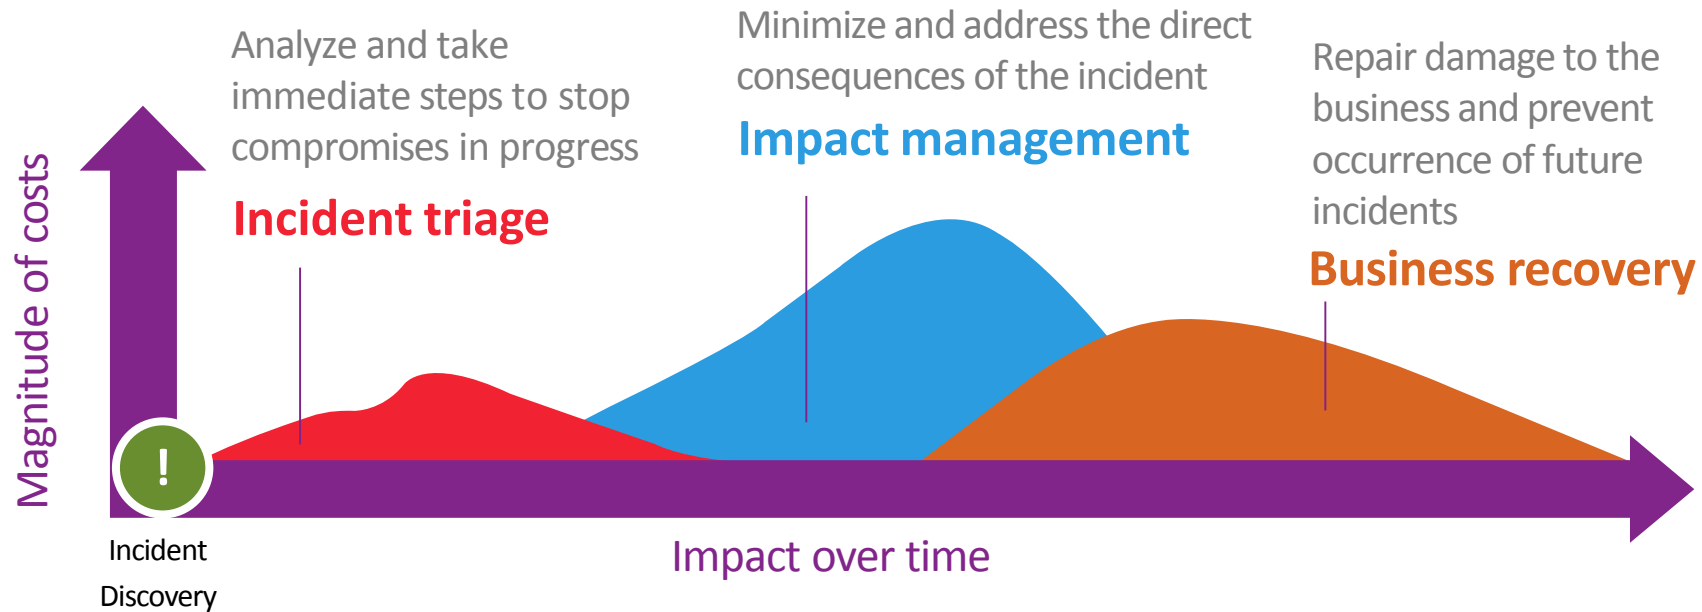 Analyze and take
immediate steps to stop
compromises in progress
Incident triage
Minimize and address the direct
consequences of the incident
Impact management
Repair damage to the
business and prevent
occurrence of future
incidents
Business recovery
Magnitude of costs
!
Incident
Discovery
Impact over time